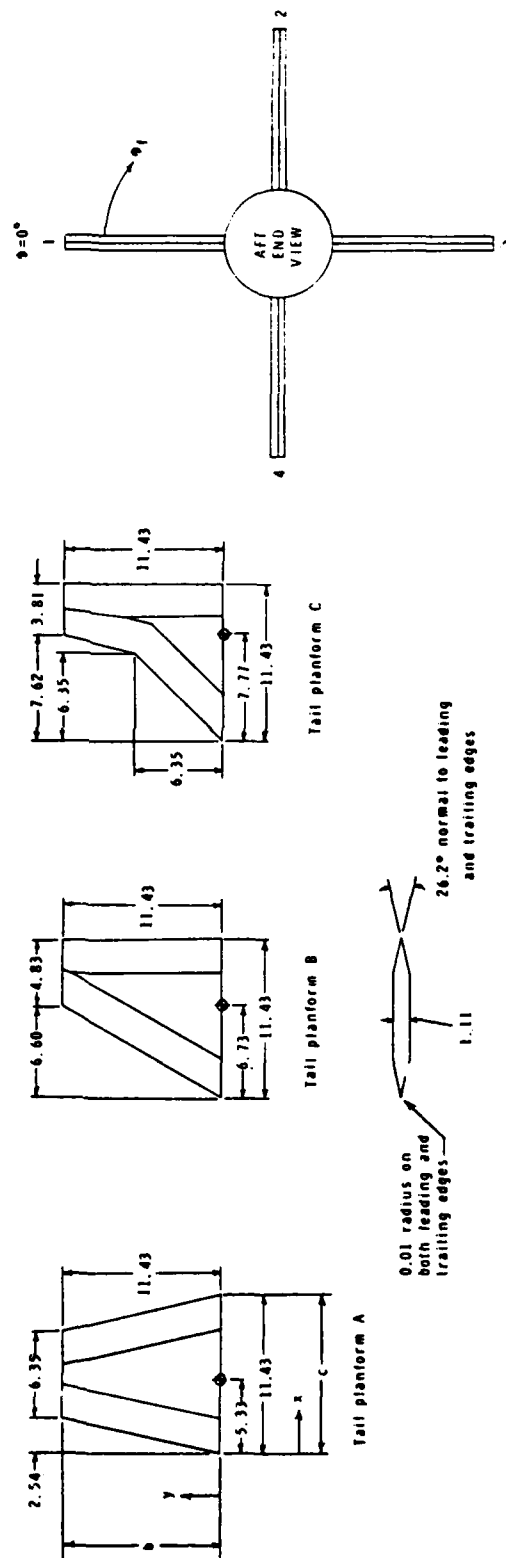 2.54
6.35
11.43
b
y
5.33
x
11.43
c
Tail planform A
6.60
4.83
11.43
6.73
11.43
Tail planform B
7.62
3.81
6.35
11.43
6.35
7.77
11.43
Tail planform C
0.01 radius on
both leading and
trailing edges
1.11
26.2° normal to leading
and trailing edges
φ=0°
1
2
4
AFT
END
VIEW